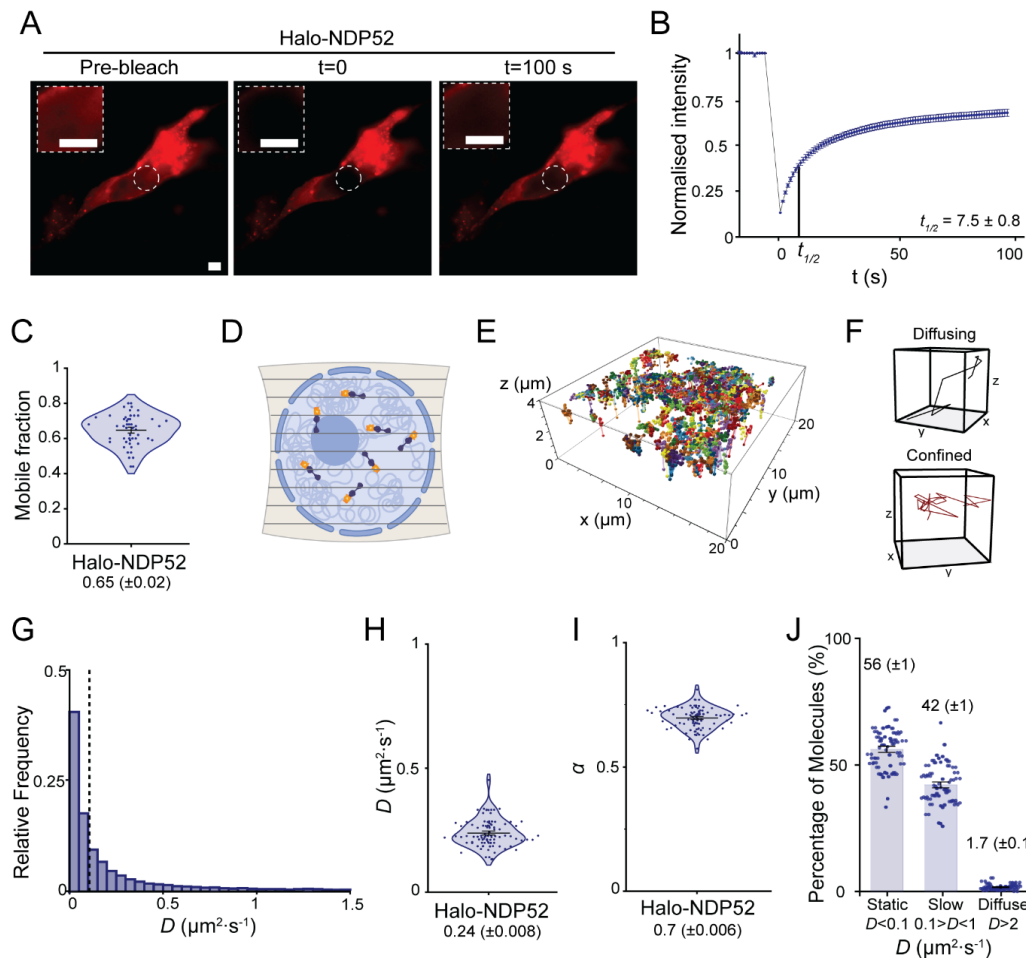 A
Halo-NDP52
Pre-bleach
t=0
t=100 s
B
Normalised intensity
1
0.75
0.5
0.25
0
0
t1/2
50
100
t (s)
t1/2 = 7.5 ± 0.8
C
Mobile fraction
1
0.8
0.6
0.4
0.2
0
Halo-NDP52
0.65 (±0.02)
D
E
z (μm)
4
2
0
10
x (μm)
20
0
10
y (μm)
20
F
Diffusing
z
y
x
Confined
z
x
y
G
Relative Frequency
0.5
0.25
0
0
0.5
1
1.5
D (μm²·s⁻¹)
H
D (μm²·s⁻¹)
1
0.5
0
Halo-NDP52
0.24 (±0.008)
I
α
1
0.5
0
Halo-NDP52
0.7 (±0.006)
J
Percentage of Molecules (%)
100
50
0
56 (±1)
42 (±1)
1.7 (±0.1)
Static Slow Diffuse
D<0.1 0.1>D<1 D>2
D (μm²·s⁻¹)